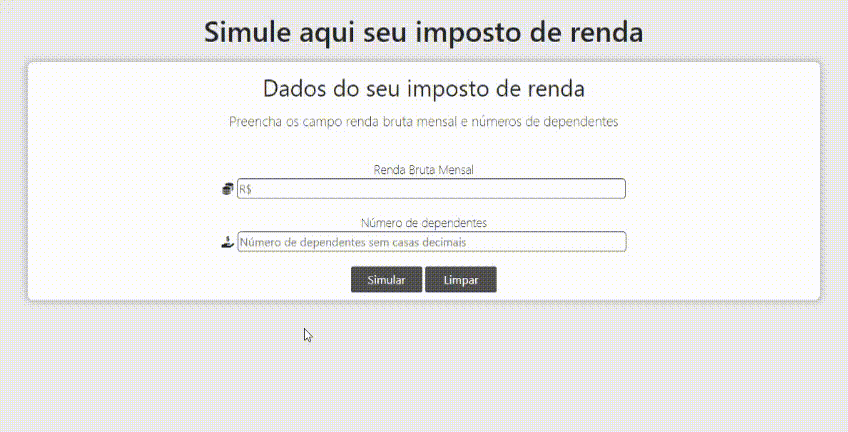 Simule aqui seu imposto de renda
Dados do seu imposto de renda
Preencha os campo renda bruta mensal e números de dependentes
Renda Bruta Mensal
R$
Número de dependentes
Número de dependentes sem casas decimais
Simular Limpar